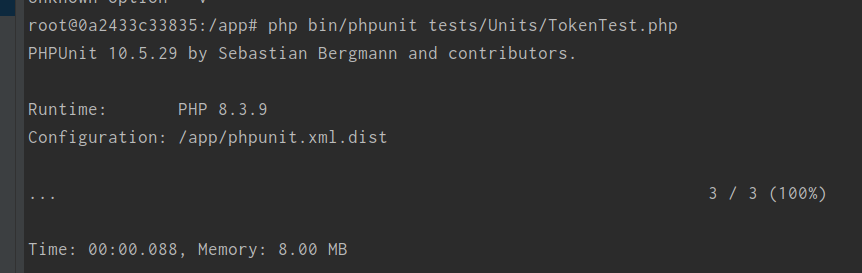 root@0a2433c33835:/app# php bin/phpunit tests/Units/TokenTest.php
PHPUnit 10.5.29 by Sebastian Bergmann and contributors.
Runtime:       PHP 8.3.9
Configuration: /app/phpunit.xml.dist
...                                                                 3 / 3 (100%)
Time: 00:00.088, Memory: 8.00 MB